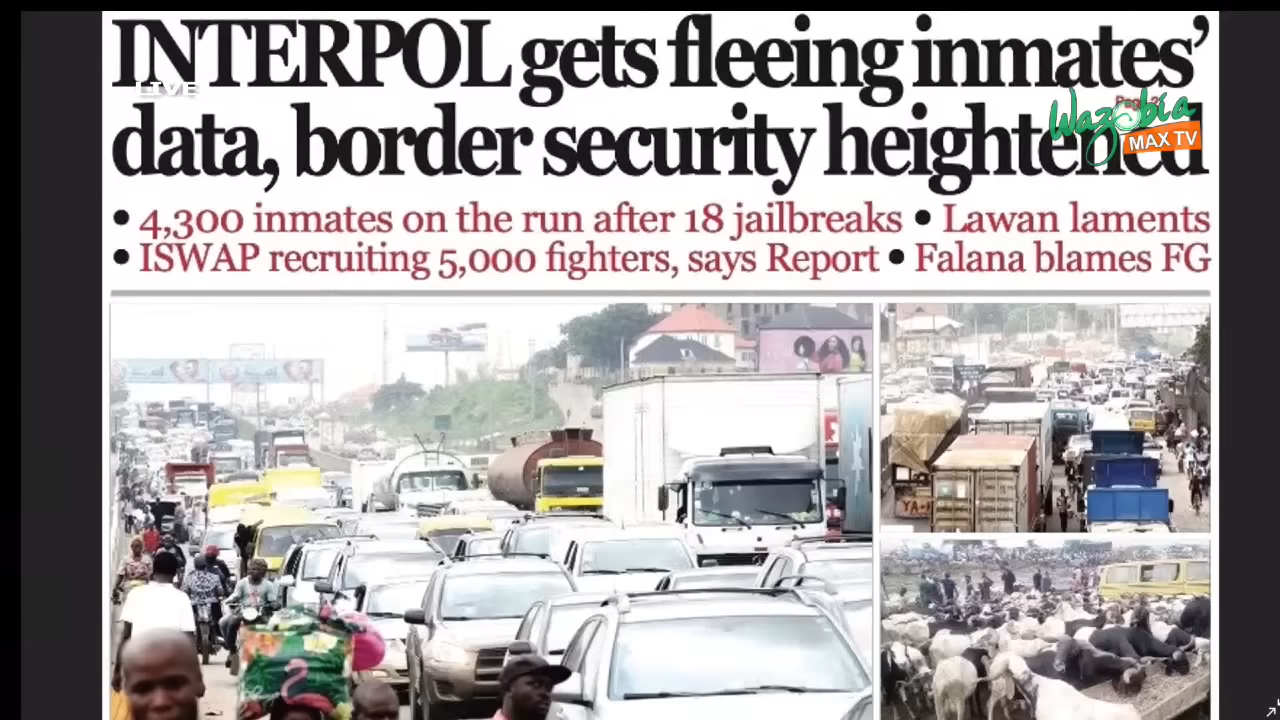 INTERPOL gets fleeing inmates'
LIVE
data, border security heightened
Wazobia
MAX TV
• 4,300 inmates on the run after 18 jailbreaks • Lawan laments
• ISWAP recruiting 5,000 fighters, says Report • Falana blames FG